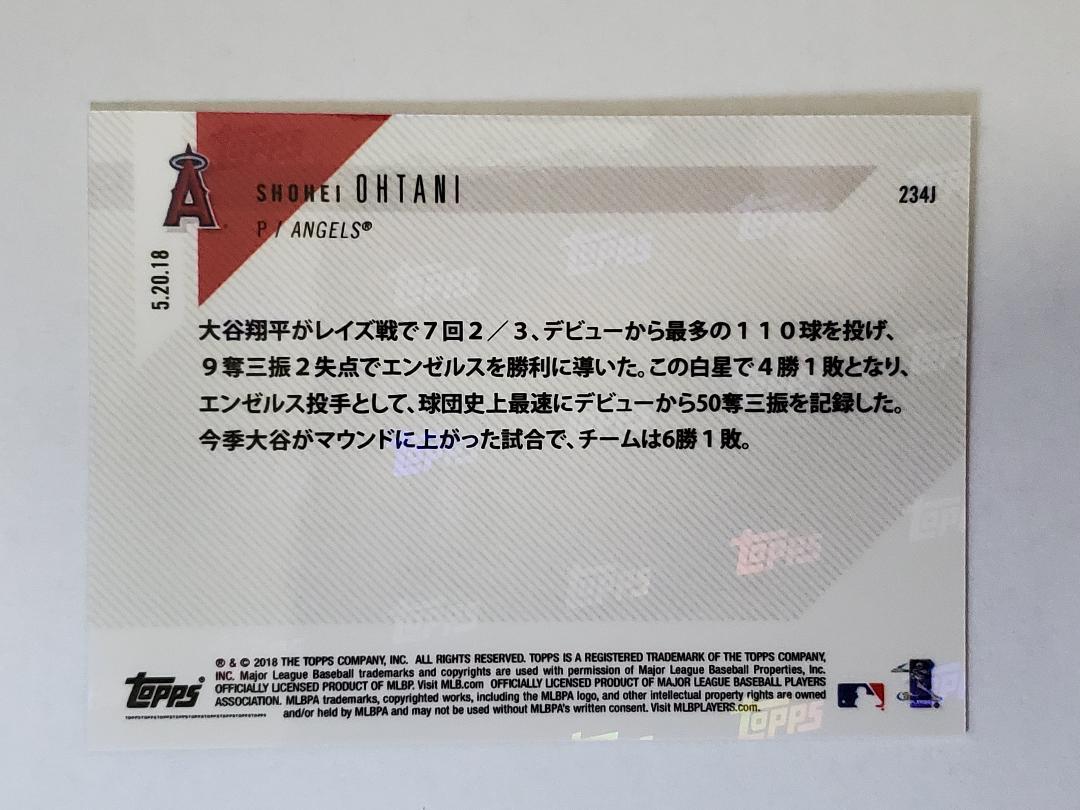 A
SHOHEI OHTANI
234J
P / ANGELS®
5.20.18
大谷翔平がレイズ戦で７回２／３、デビューから最多の１１０球を投げ、
９奪三振２失点でエンゼルスを勝利に導いた。この白星で４勝１敗となり、
エンゼルス投手として、球団史上最速にデビューから50奪三振を記録した。
今季大谷がマウンドに上がった試合で、チームは6勝１敗。
® & © 2018 THE TOPPS COMPANY, INC. ALL RIGHTS RESERVED. TOPPS IS A REGISTERED TRADEMARK OF THE TOPPS COMPANY,
INC. Major League Baseball trademarks and copyrights are used with permission of Major League Baseball Properties, Inc.
OFFICIALLY LICENSED PRODUCT OF MLBP. Visit MLB.com OFFICIALLY LICENSED PRODUCT OF MAJOR LEAGUE BASEBALL PLAYERS
ASSOCIATION. MLBPA trademarks, copyrighted works, including the MLBPA logo, and other intellectual property rights are owned
and/or held by MLBPA and may not be used without MLBPA's written consent. Visit MLBPLAYERS.com.
Topps®
Topps
Topps
Topps
Topps
Topps
Topps
Topps
Topps